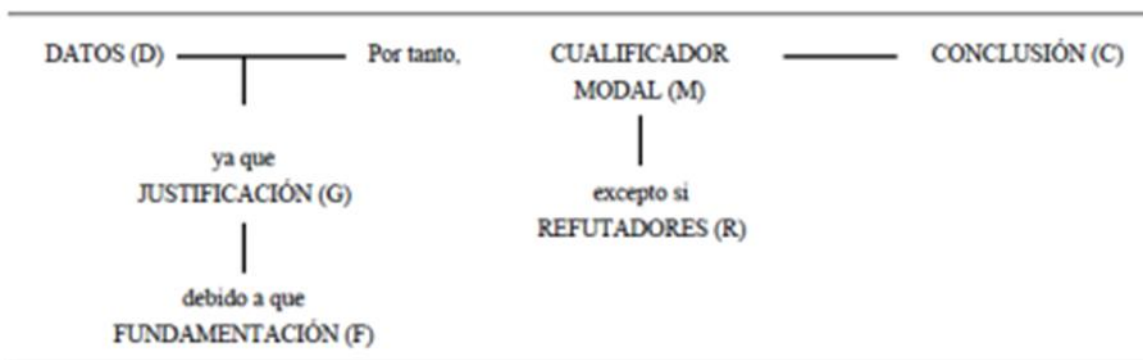 DATOS (D) Por tanto, CUALIFICADOR CONCLUSIÓN (C)
MODAL (M)
ya que
JUSTIFICACIÓN (G)
excepto si
REFUTADORES (R)
debido a que
FUNDAMENTACIÓN (F)